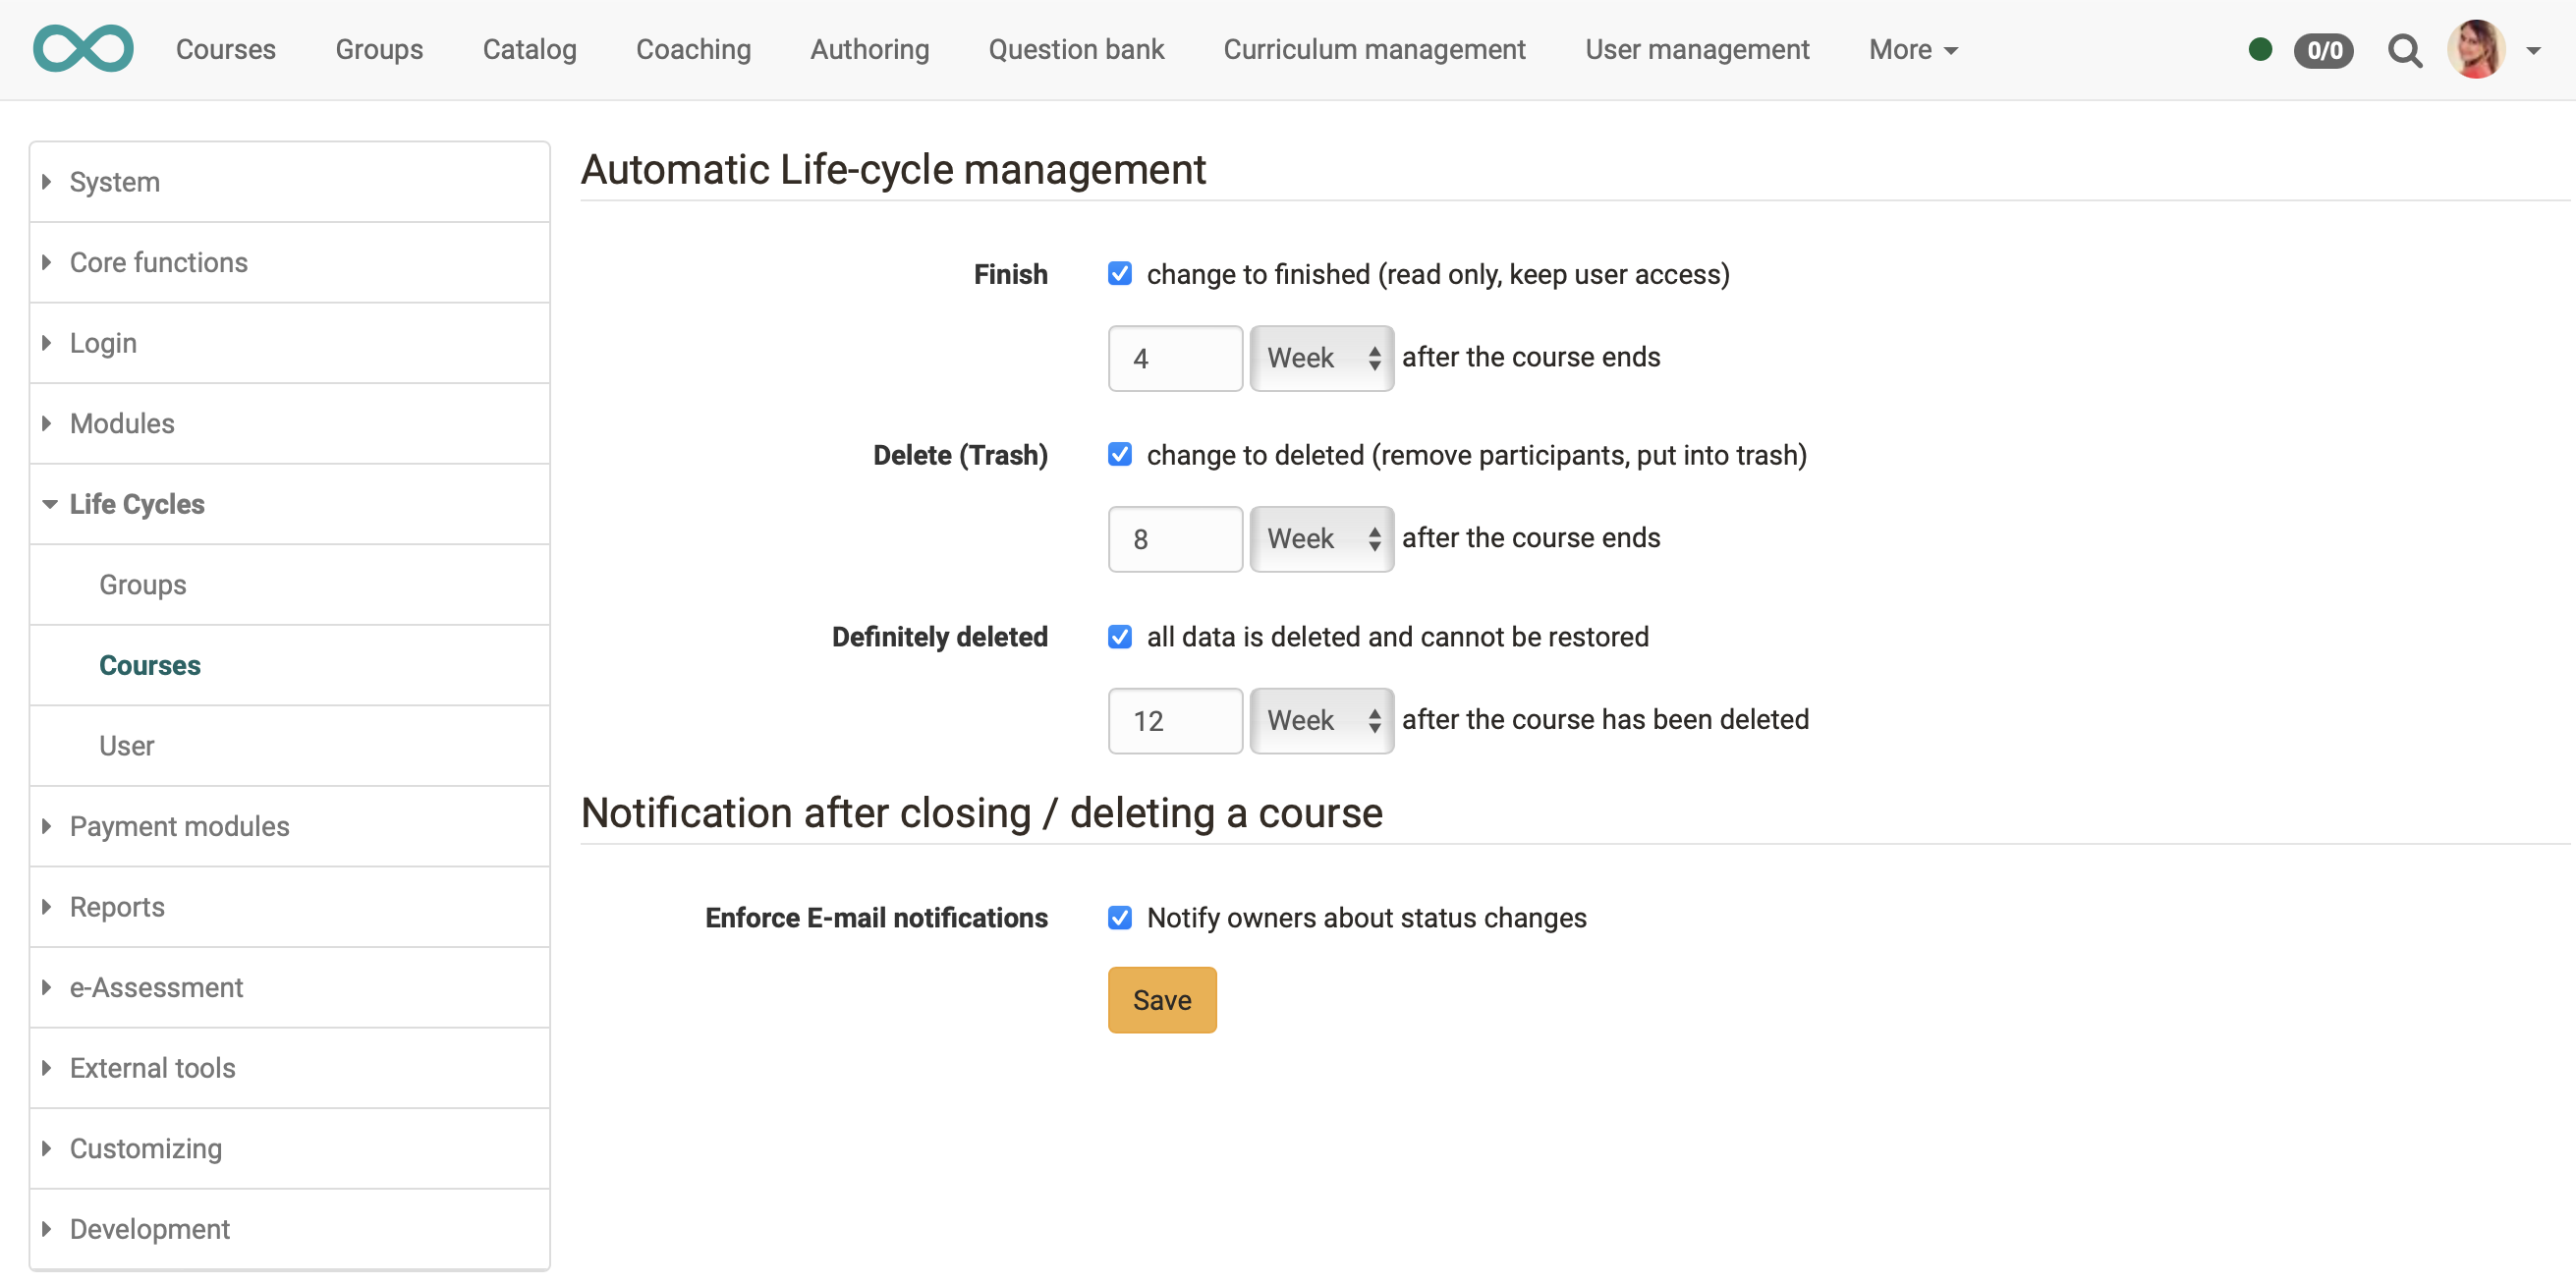 Courses Groups Catalog Coaching Authoring Question bank Curriculum management User management More 0/0
System
Core functions
Login
Modules
Life Cycles
Groups
Courses
User
Payment modules
Reports
e-Assessment
External tools
Customizing
Development
Automatic Life-cycle management
Finish change to finished (read only, keep user access)
4 Week after the course ends
Delete (Trash) change to deleted (remove participants, put into trash)
8 Week after the course ends
Definitely deleted all data is deleted and cannot be restored
12 Week after the course has been deleted
Notification after closing / deleting a course
Enforce E-mail notifications Notify owners about status changes
Save